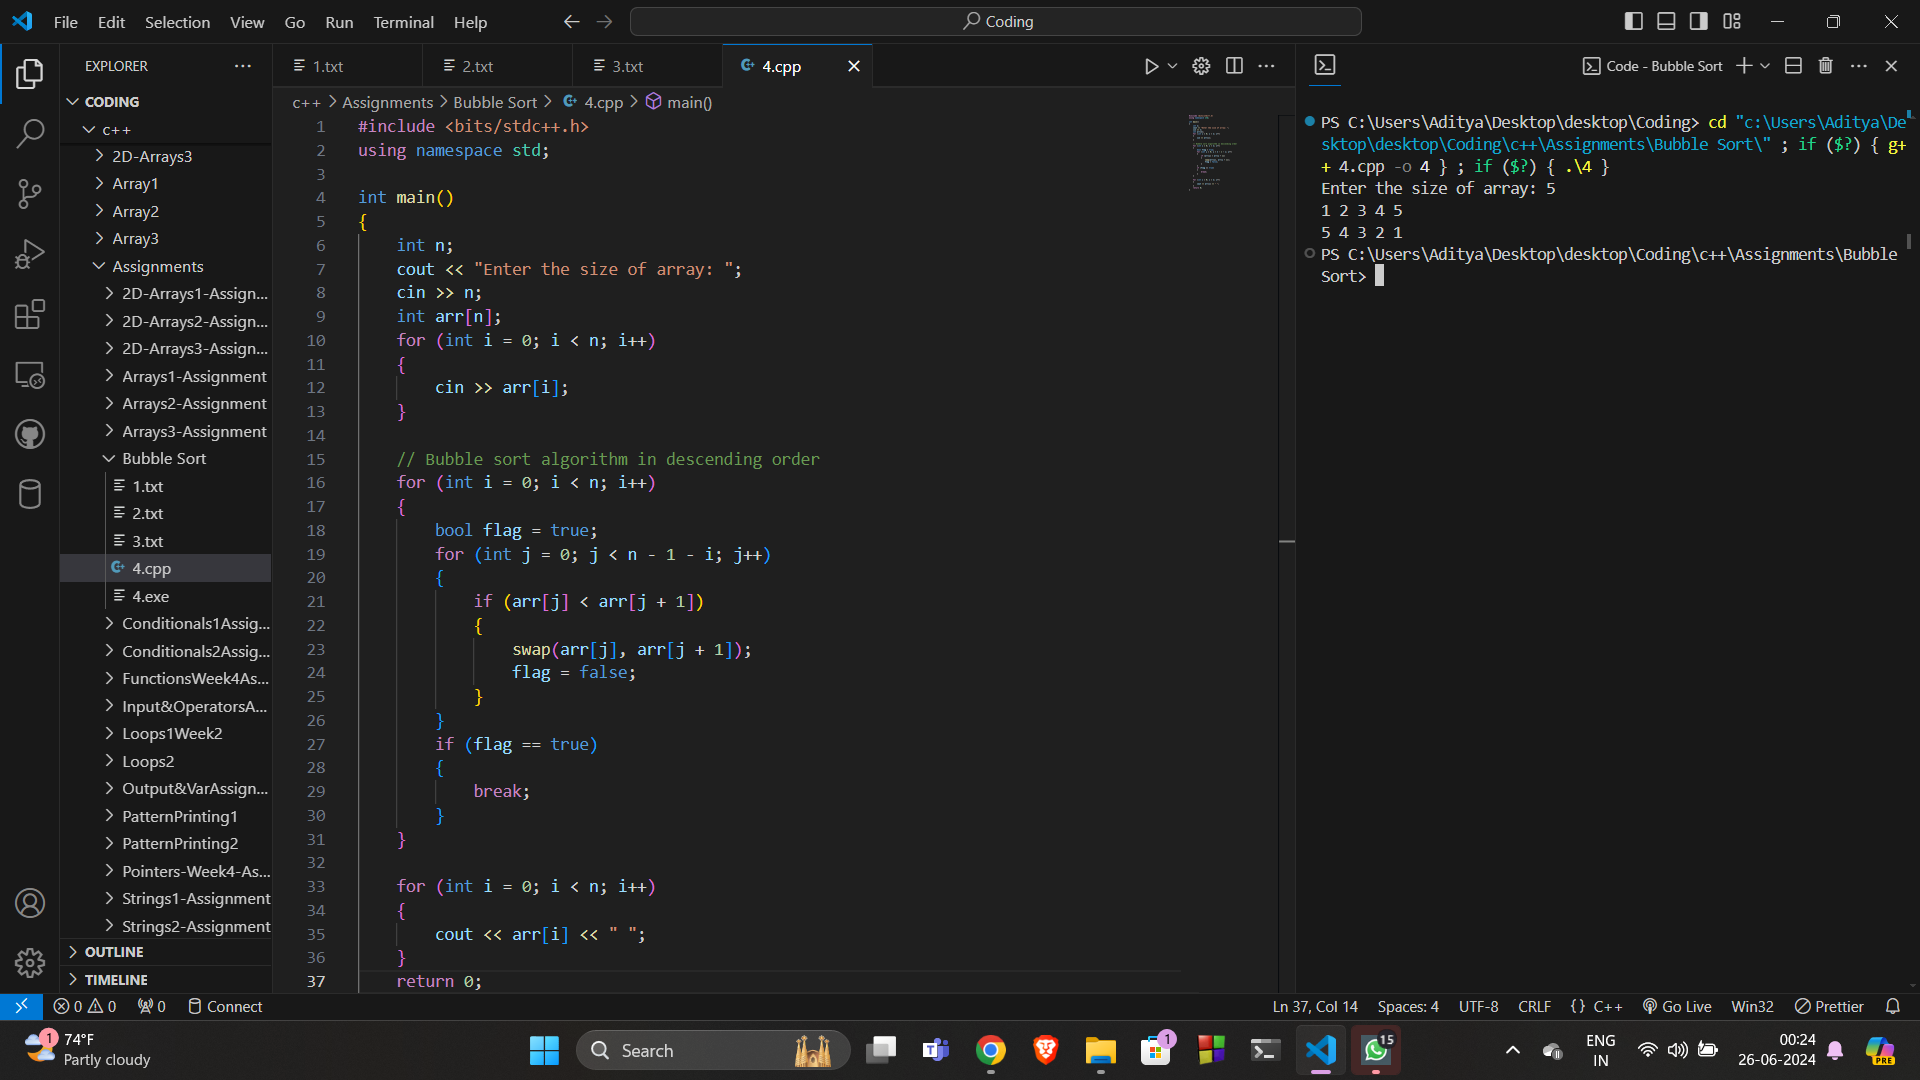 File Edit Selection View Go Run Terminal Help
Coding
EXPLORER
CODING
c++
2D-Arrays3
Array1
Array2
Array3
Assignments
2D-Arrays1-Assign...
2D-Arrays2-Assign...
2D-Arrays3-Assign...
Arrays1-Assignment
Arrays2-Assignment
Arrays3-Assignment
Bubble Sort
1.txt
2.txt
3.txt
4.cpp
4.exe
Conditionals1Assig...
Conditionals2Assig...
FunctionsWeek4As...
Input&OperatorsA...
Loops1Week2
Loops2
Output&VarAssign...
PatternPrinting1
PatternPrinting2
Pointers-Week4-As...
Strings1-Assignment
Strings2-Assignment
OUTLINE
TIMELINE
1.txt 2.txt 3.txt 4.cpp
c++ > Assignments > Bubble Sort > 4.cpp > main()
1 #include <bits/stdc++.h>
2 using namespace std;
3
4 int main()
5 {
6 int n;
7 cout << "Enter the size of array: ";
8 cin >> n;
9 int arr[n];
10 for (int i = 0; i < n; i++)
11 {
12 cin >> arr[i];
13 }
14
15 // Bubble sort algorithm in descending order
16 for (int i = 0; i < n; i++)
17 {
18 bool flag = true;
19 for (int j = 0; j < n - 1 - i; j++)
20 {
21 if (arr[j] < arr[j + 1])
22 {
23 swap(arr[j], arr[j + 1]);
24 flag = false;
25 }
26 }
27 if (flag == true)
28 {
29 break;
30 }
31 }
32
33 for (int i = 0; i < n; i++)
34 {
35 cout << arr[i] << " ";
36 }
37 return 0;
Code - Bubble Sort
PS C:\Users\Aditya\Desktop\desktop\Coding> cd "c:\Users\Aditya\De
sktop\desktop\Coding\c++\Assignments\Bubble Sort\" ; if ($?) { g+
+ 4.cpp -o 4 } ; if ($?) { .\4 }
Enter the size of array: 5
1 2 3 4 5
5 4 3 2 1
PS C:\Users\Aditya\Desktop\desktop\Coding\c++\Assignments\Bubble
Sort>
0 0 0 Connect
Ln 37, Col 14 Spaces: 4 UTF-8 CRLF {} C++ Go Live Win32 Prettier
1 74°F
Partly cloudy
Search
1
15
ENG
IN
00:24
26-06-2024
PRE